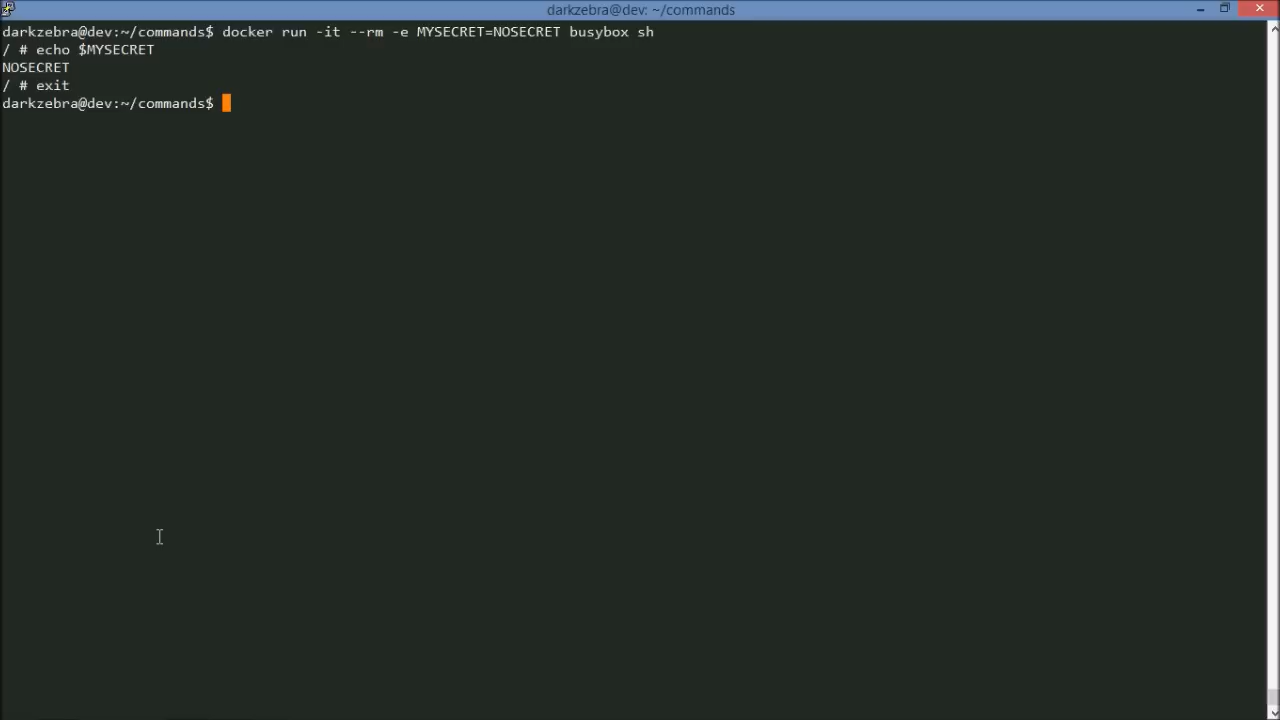 darkzebra@dev: ~/commands
darkzebra@dev:~/commands$ docker run -it --rm -e MYSECRET=NOSECRET busybox sh
/ # echo $MYSECRET
NOSECRET
/ # exit
darkzebra@dev:~/commands$